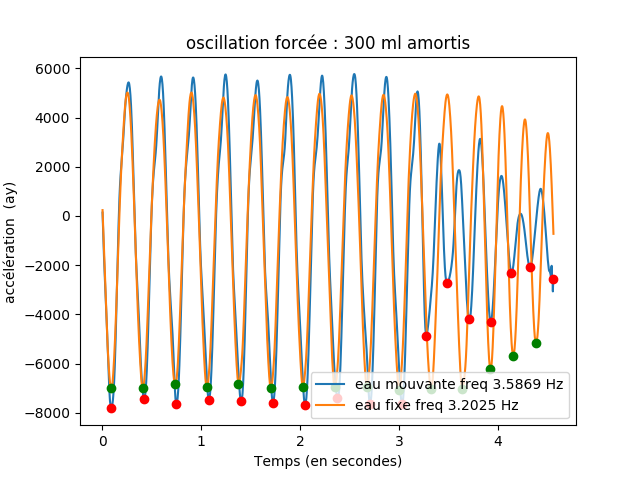 oscillation forcée : 300 ml amortis
accélération (ay)
6000
4000
2000
0
−2000
−4000
−6000
−8000
eau mouvante freq 3.5869 Hz
eau fixe freq 3.2025 Hz
0 1 2 3 4
Temps (en secondes)